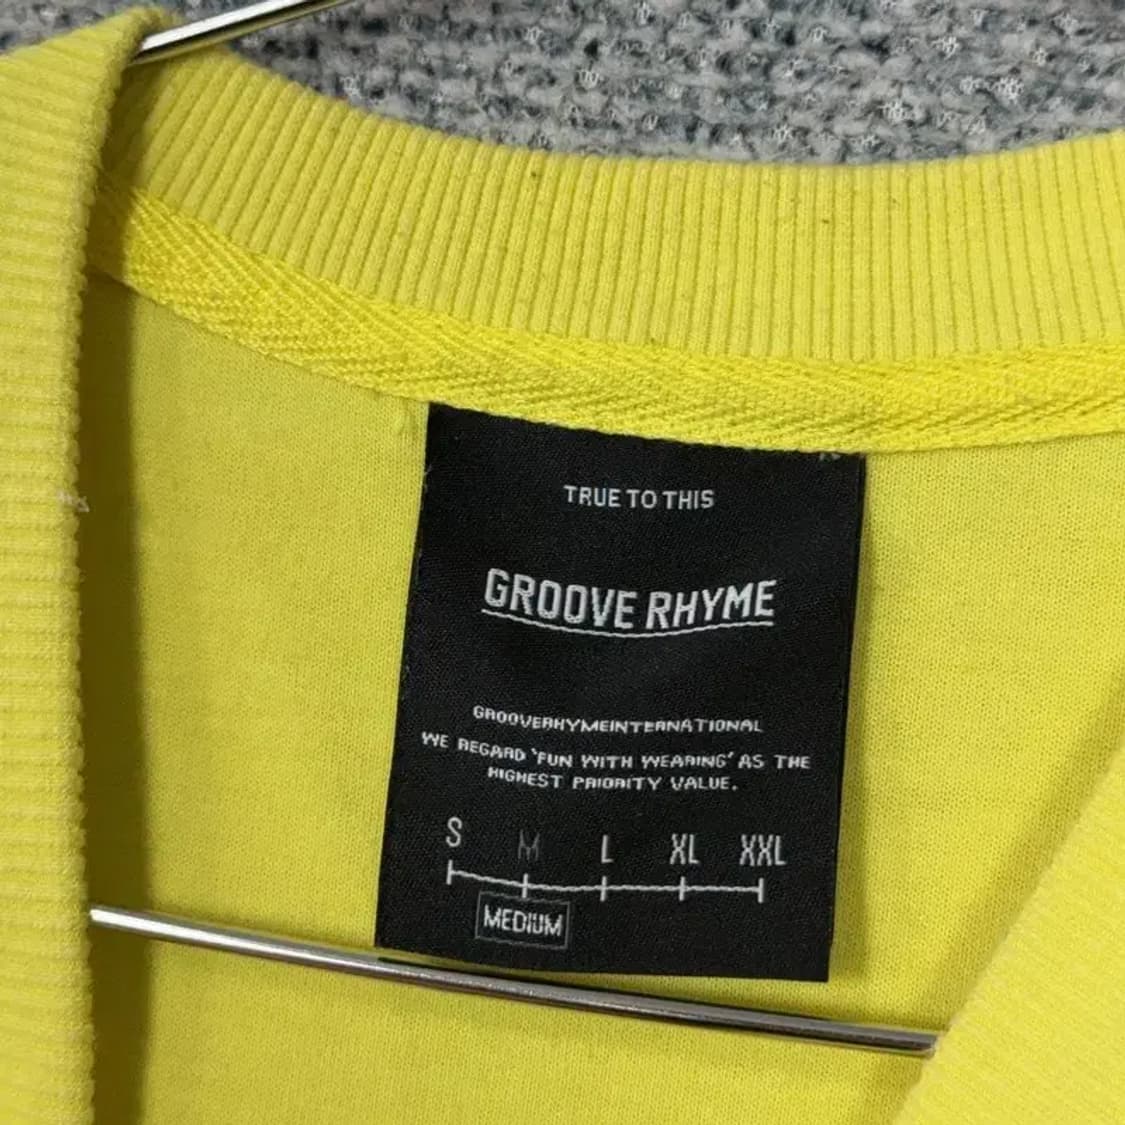 TRUE TO THIS
GROOVE RHYME
GROOVERHYMEINTERNATIONAL
WE REGARD 'FUN WITH WEARING' AS THE
HIGHEST PRIORITY VALUE.
S M L XL XXL
MEDIUM